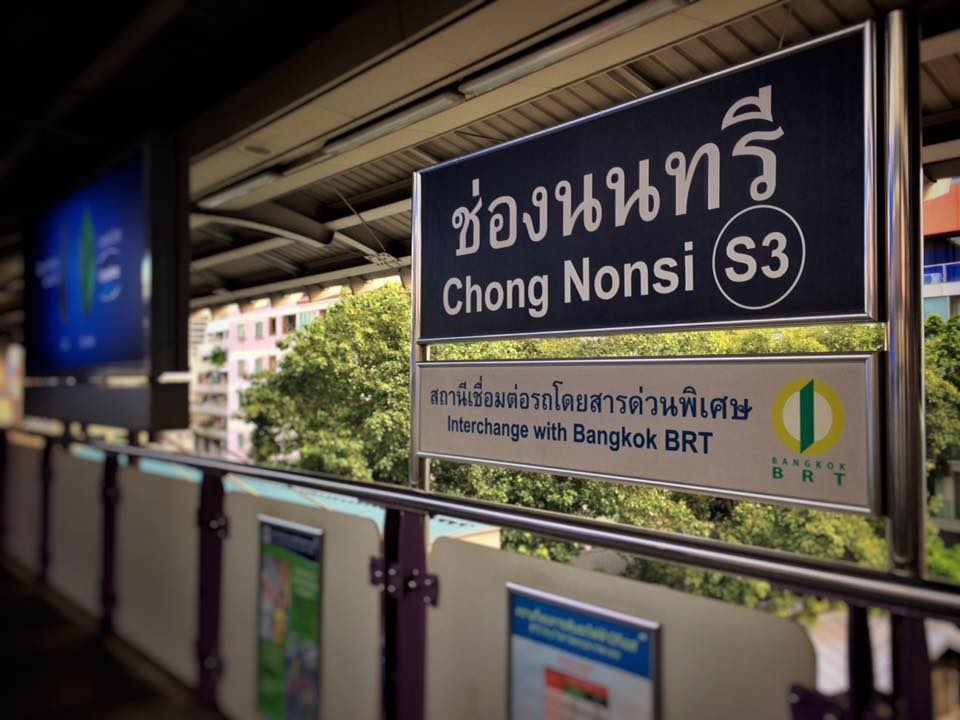 ช่องนนทรี
Chong Nonsi S3
สถานีเชื่อมต่อรถโดยสารด่วนพิเศษ
Interchange with Bangkok BRT
BANGKOK
BRT